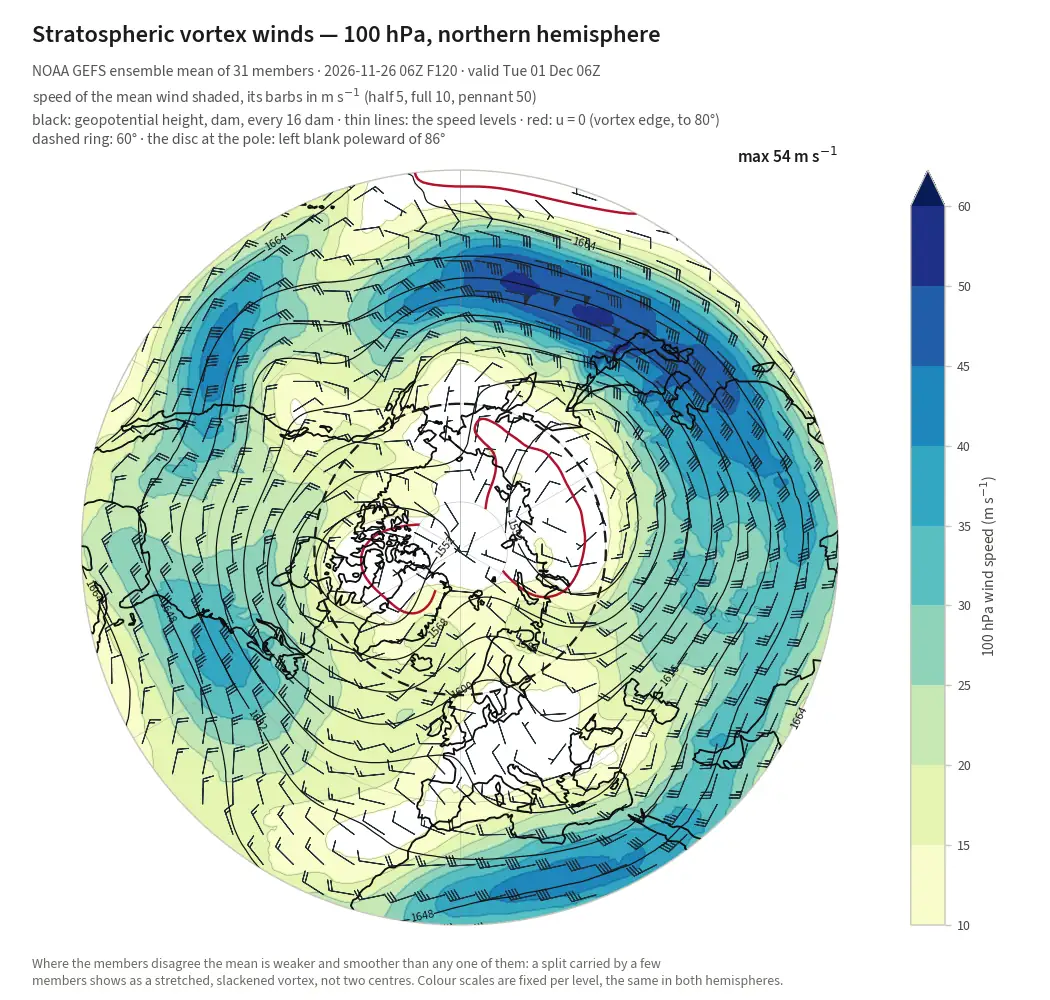 Stratospheric vortex winds — 100 hPa, northern hemisphere
NOAA GEFS ensemble mean of 31 members · 2026-11-26 06Z F120 · valid Tue 01 Dec 06Z
speed of the mean wind shaded, its barbs in m s⁻¹ (half 5, full 10, pennant 50)
black: geopotential height, dam, every 16 dam · thin lines: the speed levels · red: u = 0 (vortex edge, to 80°)
dashed ring: 60° · the disc at the pole: left blank poleward of 86°
max 54 m s⁻¹
1664
1664
60
50
45
40
35
30
25
20
15
10
100 hPa wind speed (m s⁻¹)
1648
1568
1616
1600
1632
1664
1648
Where the members disagree the mean is weaker and smoother than any one of them: a split carried by a few
members shows as a stretched, slackened vortex, not two centres. Colour scales are fixed per level, the same in both hemispheres.